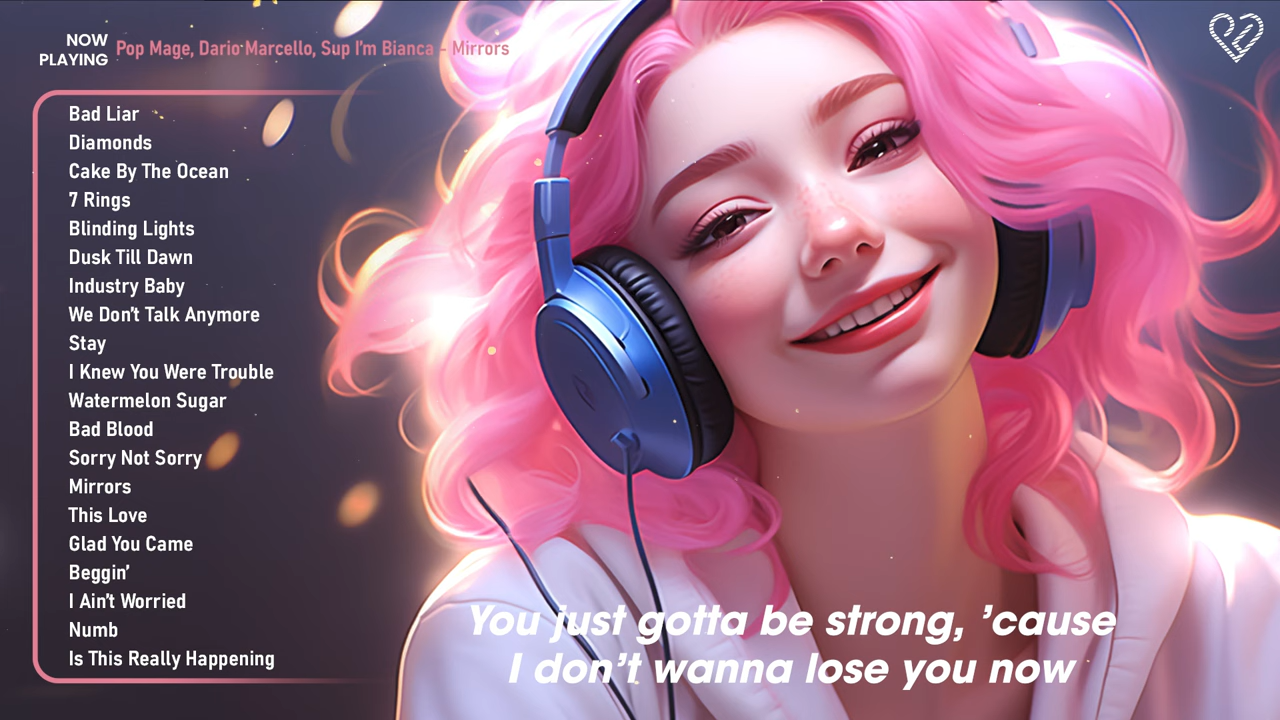 NOW
PLAYING
Pop Mage, Dario Marcello, Sup I'm Bianca - Mirrors
Bad Liar
Diamonds
Cake By The Ocean
7 Rings
Blinding Lights
Dusk Till Dawn
Industry Baby
We Don't Talk Anymore
Stay
I Knew You Were Trouble
Watermelon Sugar
Bad Blood
Sorry Not Sorry
Mirrors
This Love
Glad You Came
Beggin'
I Ain't Worried
Numb
Is This Really Happening
You just gotta be strong, 'cause
I don't wanna lose you now